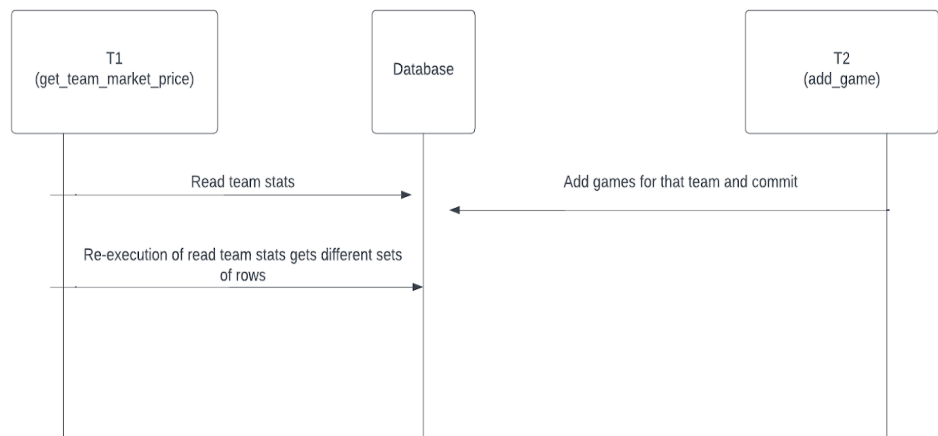 T1
(get_team_market_price)
Database
T2
(add_game)
Read team stats
Add games for that team and commit
Re-execution of read team stats gets different sets
of rows